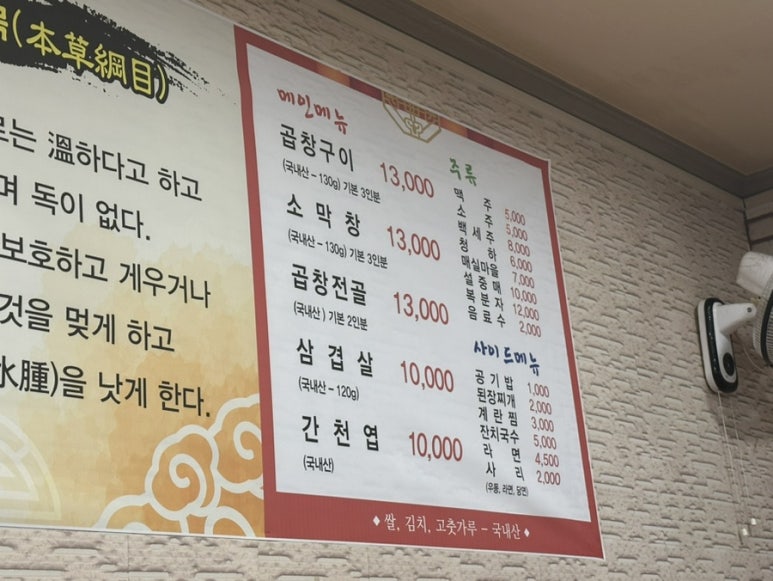 (本草綱目)
는 溫하다고 하고
며 독이 없다.
보호하고 게우거나
것을 멎게 하고
水腫)을 낫게 한다.
메인메뉴
곱창구이 13,000
(국내산 – 130g) 기본 3인분
소막창 13,000
(국내산 – 130g) 기본 3인분
곱창전골 13,000
(국내산) 기본 2인분
삼겹살 10,000
(국내산 – 120g)
간천엽 10,000
(국내산)
주류
맥주 5,000
소주 5,000
백세주 8,000
청하 6,000
매실마을 7,000
설중매 10,000
복분자 12,000
음료수 2,000
사이드메뉴
공기밥 1,000
된장찌개 2,000
계란찜 3,000
잔치국수 5,000
라면 4,500
사리 2,000
(우동, 라면, 당면)
◆ 쌀, 김치, 고춧가루 – 국내산 ◆